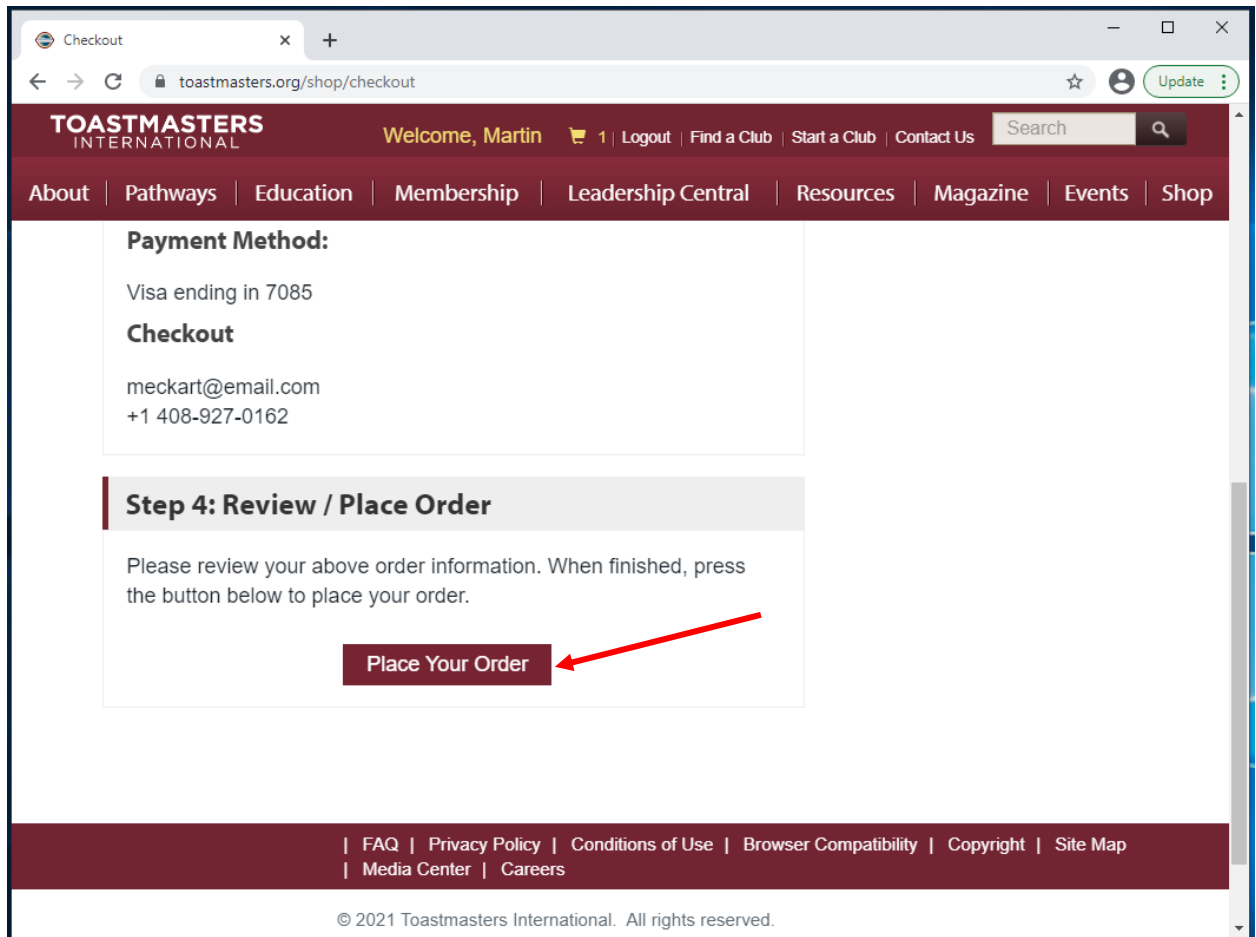 Checkout
toastmasters.org/shop/checkout
Update
TOASTMASTERS
INTERNATIONAL
Welcome, Martin 1 | Logout | Find a Club | Start a Club | Contact Us Search
About | Pathways | Education | Membership | Leadership Central | Resources | Magazine | Events | Shop
Payment Method:
Visa ending in 7085
Checkout
meckart@email.com
+1 408-927-0162
Step 4: Review / Place Order
Please review your above order information. When finished, press
the button below to place your order.
Place Your Order
| FAQ | Privacy Policy | Conditions of Use | Browser Compatibility | Copyright | Site Map
| Media Center | Careers
© 2021 Toastmasters International. All rights reserved.